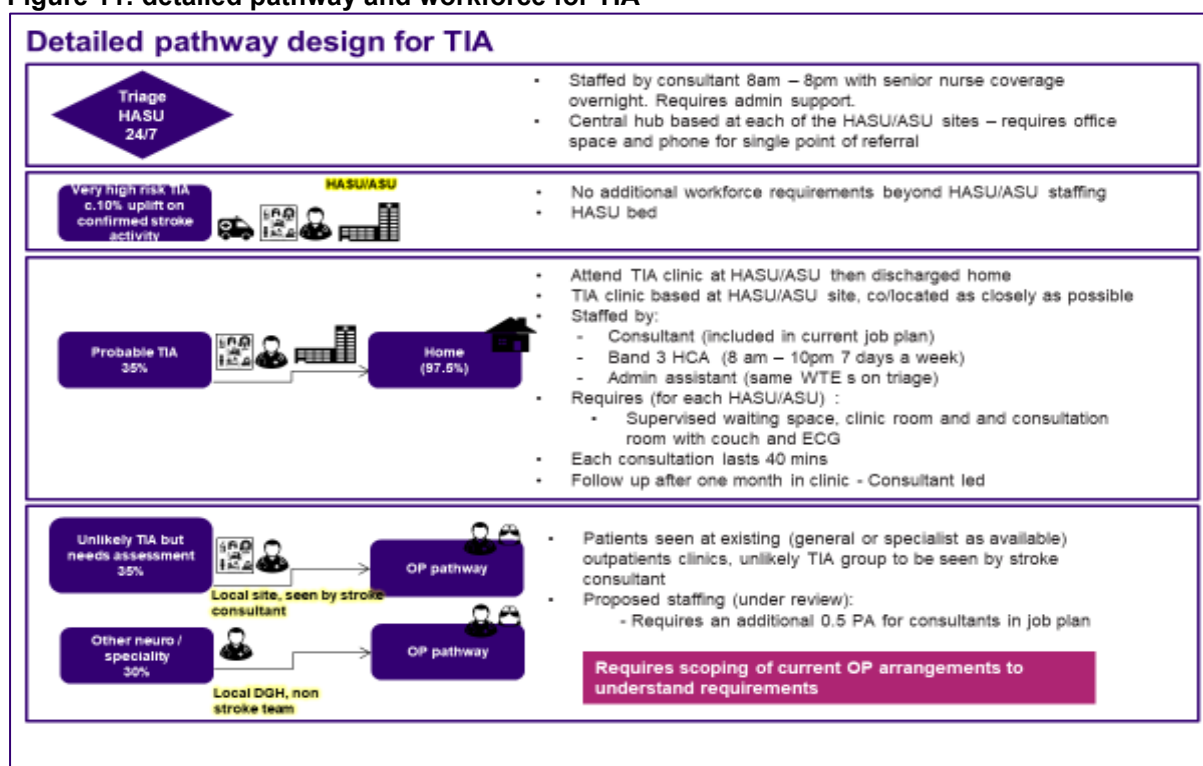 Figure 11: detailed pathway and workforce for TIA
Detailed pathway design for TIA
Triage
HASU
24/7
• Staffed by consultant 8am – 8pm with senior nurse coverage
overnight. Requires admin support.
• Central hub based at each of the HASU/ASU sites – requires office
space and phone for single point of referral
Very high risk TIA
c.10% uplift on
confirmed stroke
activity
HASU/ASU
• No additional workforce requirements beyond HASU/ASU staffing
• HASU bed
Probable TIA
35%
Home
(97.5%)
• Attend TIA clinic at HASU/ASU then discharged home
• TIA clinic based at HASU/ASU site, co/located as closely as possible
• Staffed by:
- Consultant (included in current job plan)
- Band 3 HCA (8 am – 10pm 7 days a week)
- Admin assistant (same WTE s on triage)
• Requires (for each HASU/ASU) :
• Supervised waiting space, clinic room and and consultation
room with couch and ECG
• Each consultation lasts 40 mins
• Follow up after one month in clinic - Consultant led
Unlikely TIA but
needs assessment
35%
OP pathway
Local site, seen by stroke
consultant
Other neuro /
speciality
30%
OP pathway
Local DGH, non
stroke team
• Patients seen at existing (general or specialist as available)
outpatients clinics, unlikely TIA group to be seen by stroke
consultant
• Proposed staffing (under review):
- Requires an additional 0.5 PA for consultants in job plan
Requires scoping of current OP arrangements to
understand requirements